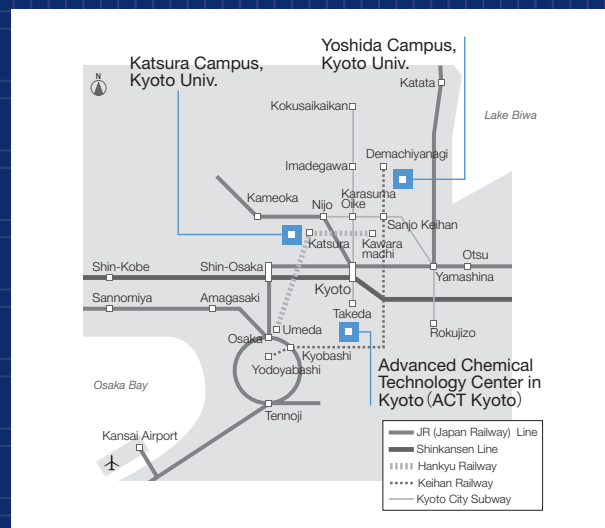 Yoshida Campus,
Kyoto Univ.
Katsura Campus,
Kyoto Univ.
N
Katata
Kokusaikaikan
Lake Biwa
Demachiyanagi
Imadegawa
Kameoka
Karasuma
Nijo
Oike
Sanjo Keihan
Katsura
Kawara
machi
Otsu
Shin-Kobe
Shin-Osaka
Yamashina
Kyoto
Sannomiya
Amagasaki
Takeda
Umeda
Rokujizo
Osaka
Kyobashi
Yodoyabashi
Advanced Chemical
Technology Center in
Kyoto（ACT Kyoto）
Osaka Bay
Tennoji
Kansai Airport
JR (Japan Railway) Line
Shinkansen Line
Hankyu Railway
Keihan Railway
Kyoto City Subway